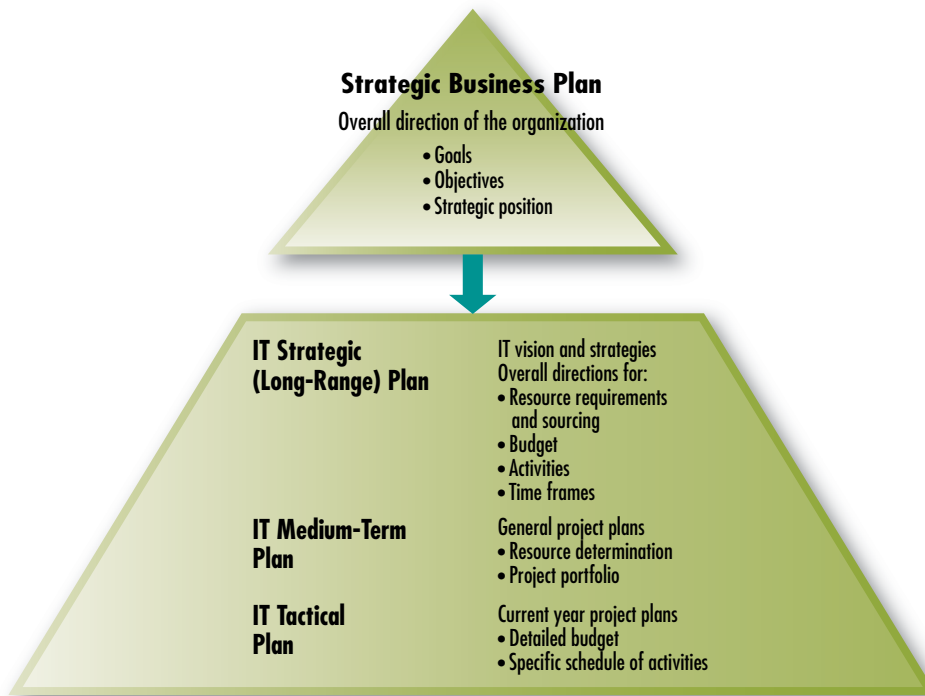 Strategic Business Plan
Overall direction of the organization
• Goals
• Objectives
• Strategic position
IT Strategic
(Long-Range) Plan
IT vision and strategies
Overall directions for:
• Resource requirements
and sourcing
• Budget
• Activities
• Time frames
IT Medium-Term
Plan
General project plans
• Resource determination
• Project portfolio
IT Tactical
Plan
Current year project plans
• Detailed budget
• Specific schedule of activities